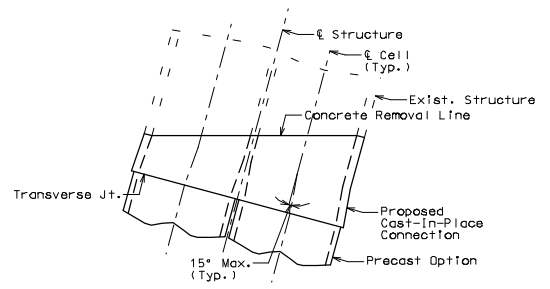 ℄ Structure
℄ Cell
(Typ.)
Exist. Structure
Concrete Removal Line
Transverse Jt.
Proposed
Cast-In-Place
Connection
15° Max.
(Typ.)
Precast Option